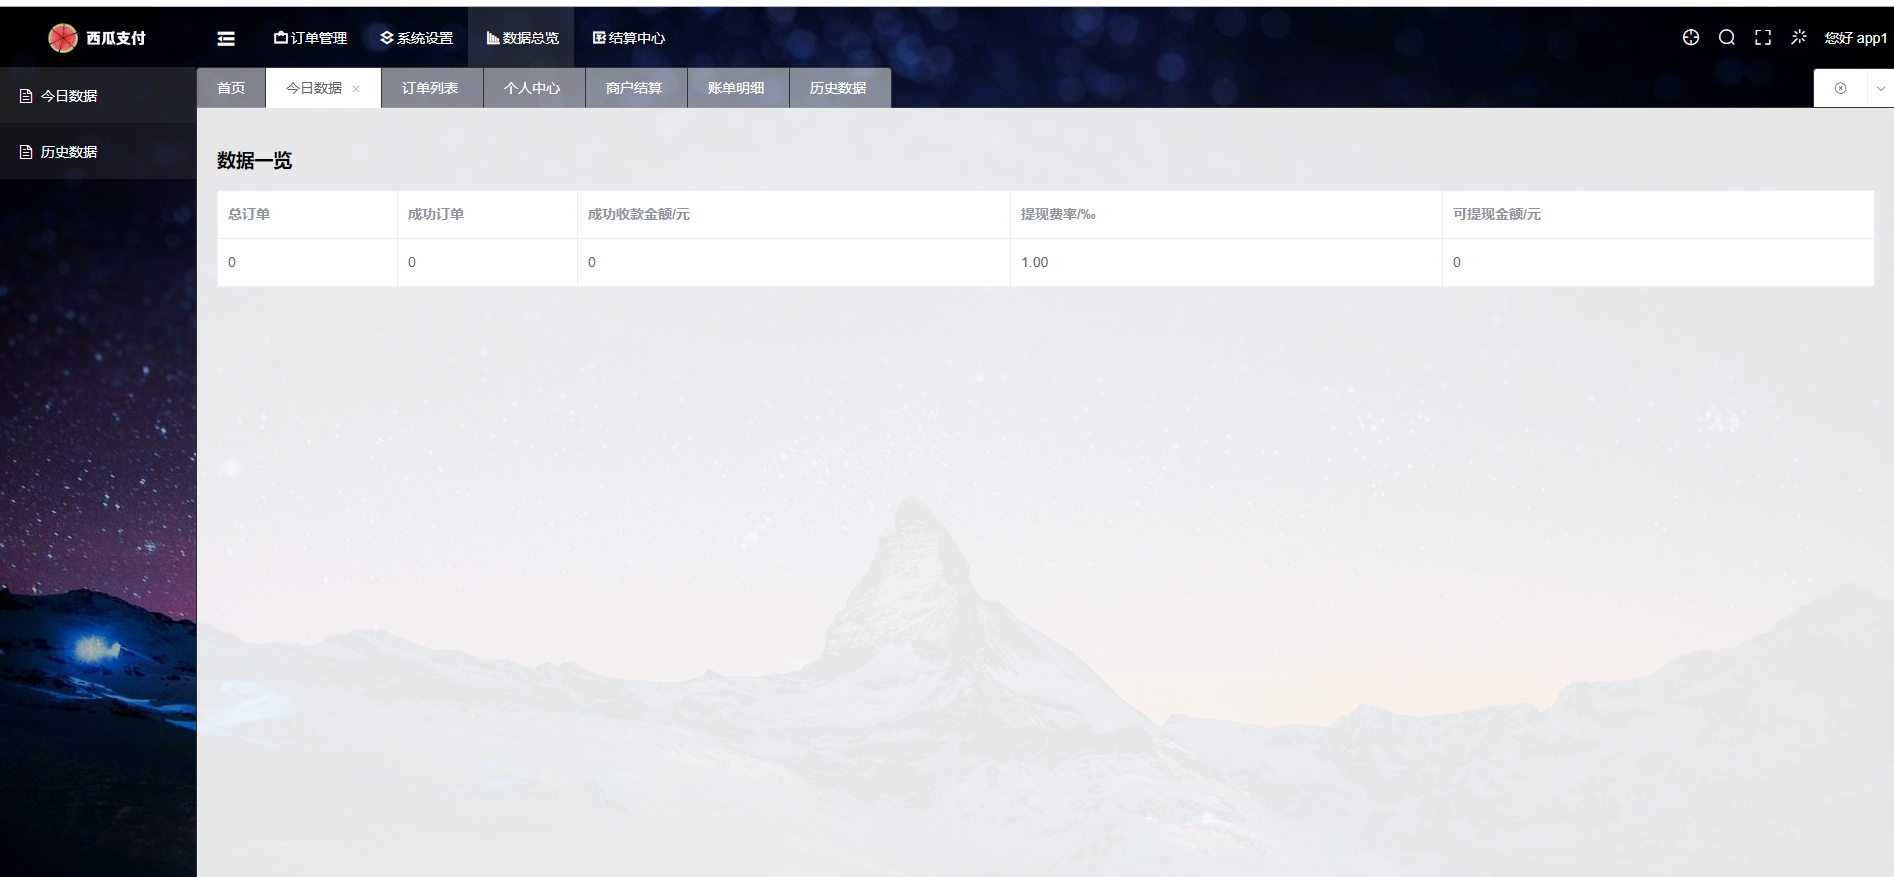 西瓜支付 订单管理 系统设置 数据总览 结算中心 您好 app1
首页 今日数据 订单列表 个人中心 商户结算 账单明细 历史数据
今日数据
历史数据
数据一览
总订单 成功订单 成功收款金额/元 提现费率/‰ 可提现金额/元
0 0 0 1.00 0